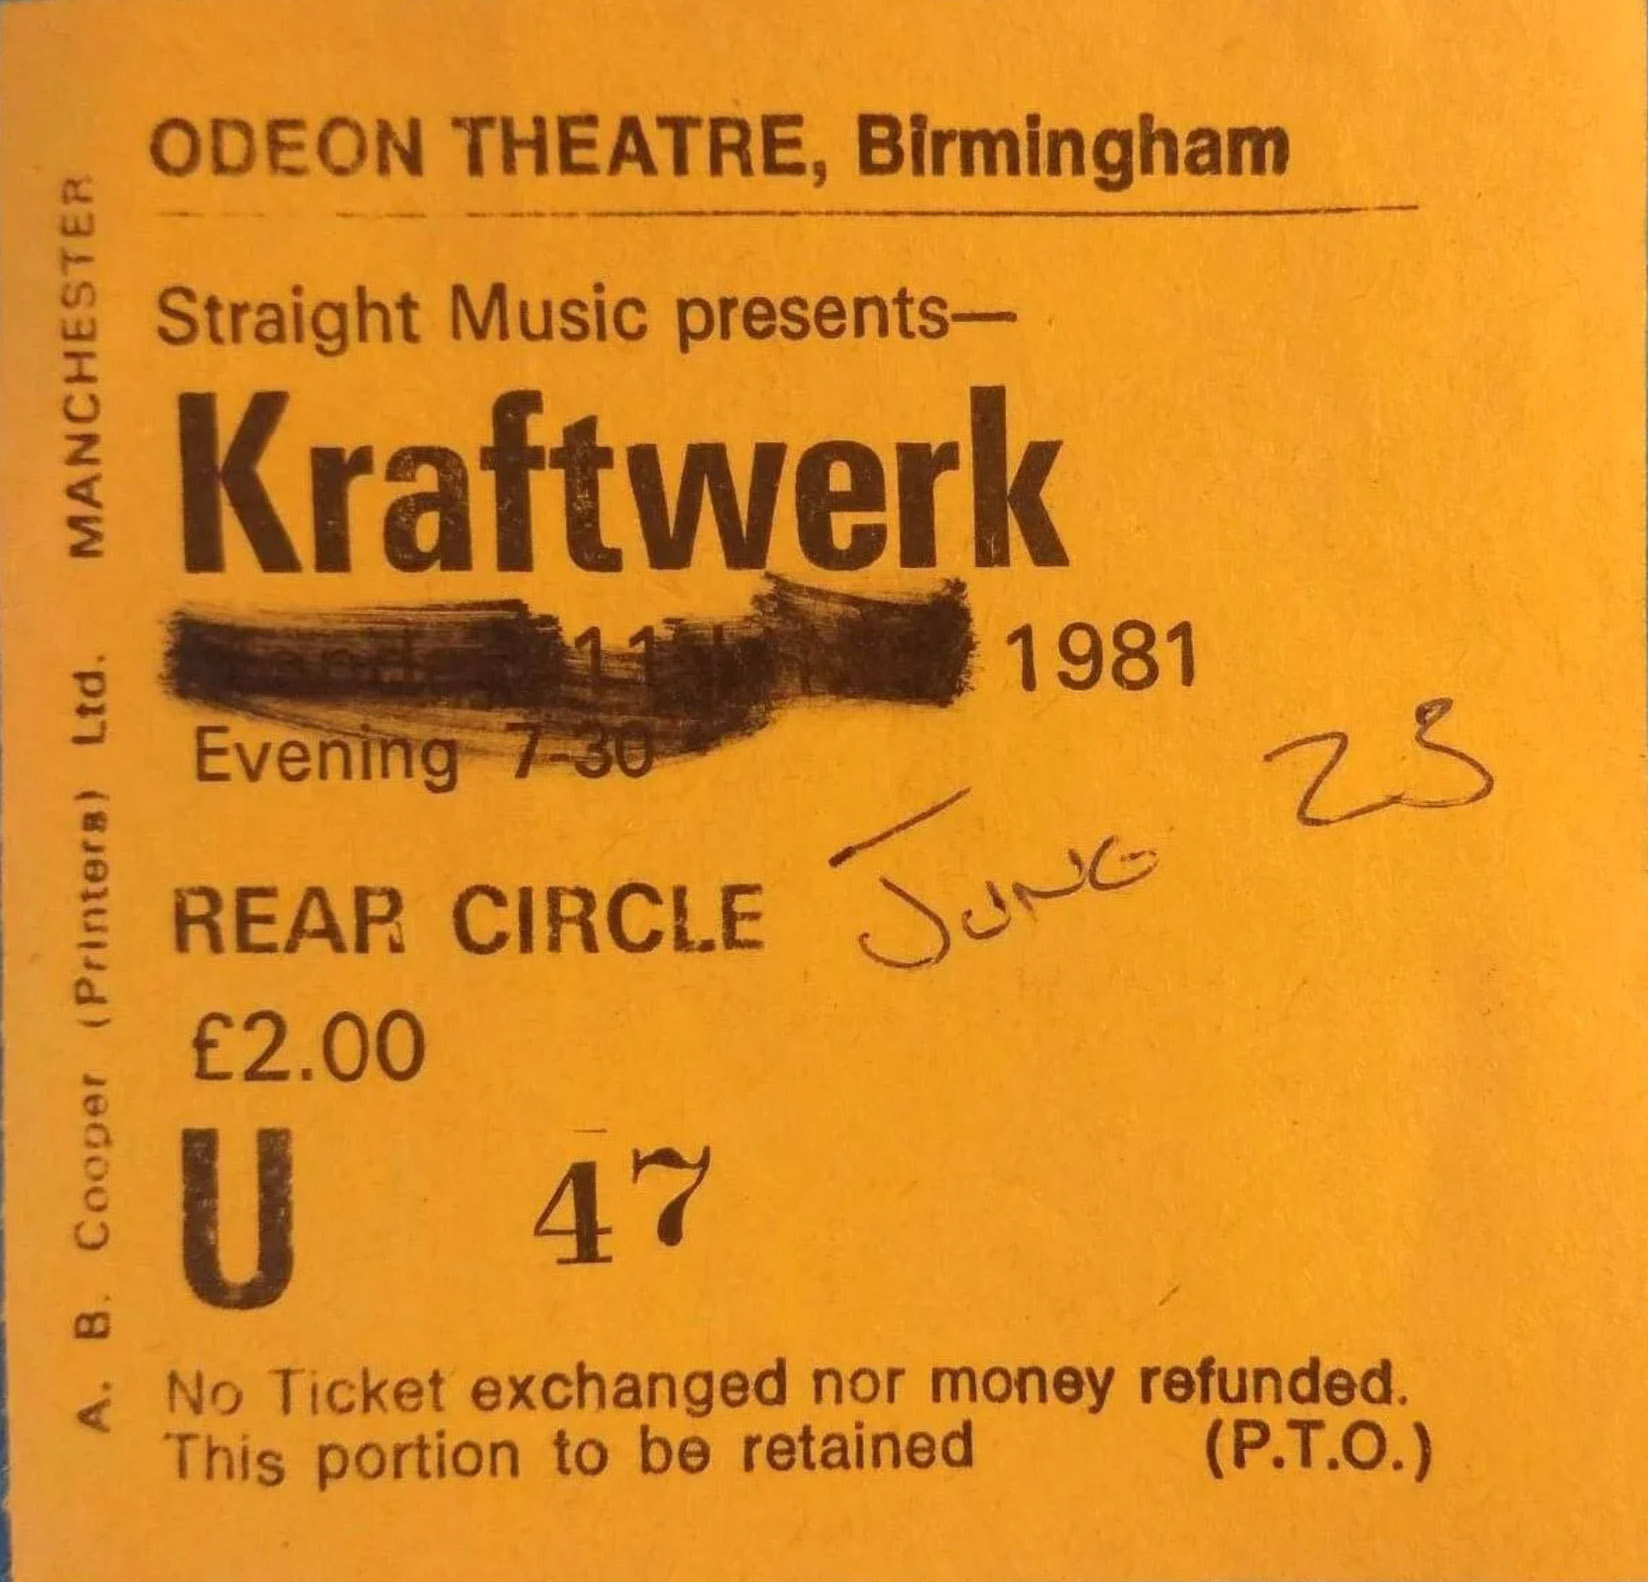 ODEON THEATRE, Birmingham
Straight Music presents—
Kraftwerk
11 1981
Evening 7-30
JUNE 23
REAR CIRCLE
£2.00
U 47
No Ticket exchanged nor money refunded.
This portion to be retained (P.T.O.)
A. B. Cooper (Printers) Ltd. MANCHESTER